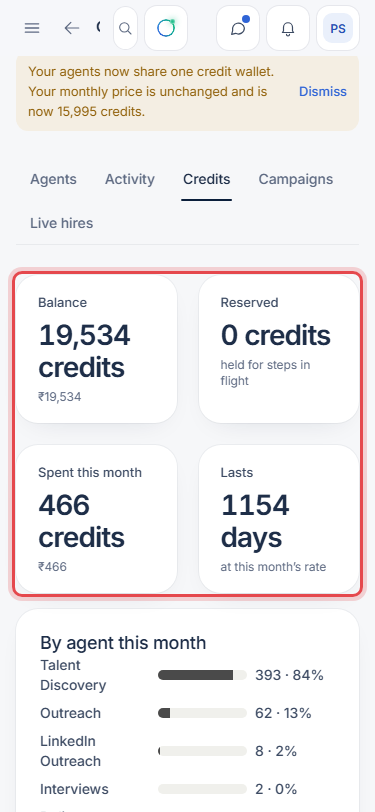 PS
Your agents now share one credit wallet.
Your monthly price is unchanged and is
now 15,995 credits.
Dismiss
Agents
Activity
Credits
Campaigns
Live hires
Balance
19,534
credits
₹19,534
Reserved
0 credits
held for steps in
flight
Spent this month
466
credits
₹466
Lasts
1154
days
at this month’s rate
By agent this month
Talent
Discovery
393 · 84%
Outreach
62 · 13%
LinkedIn
Outreach
8 · 2%
Interviews
2 · 0%